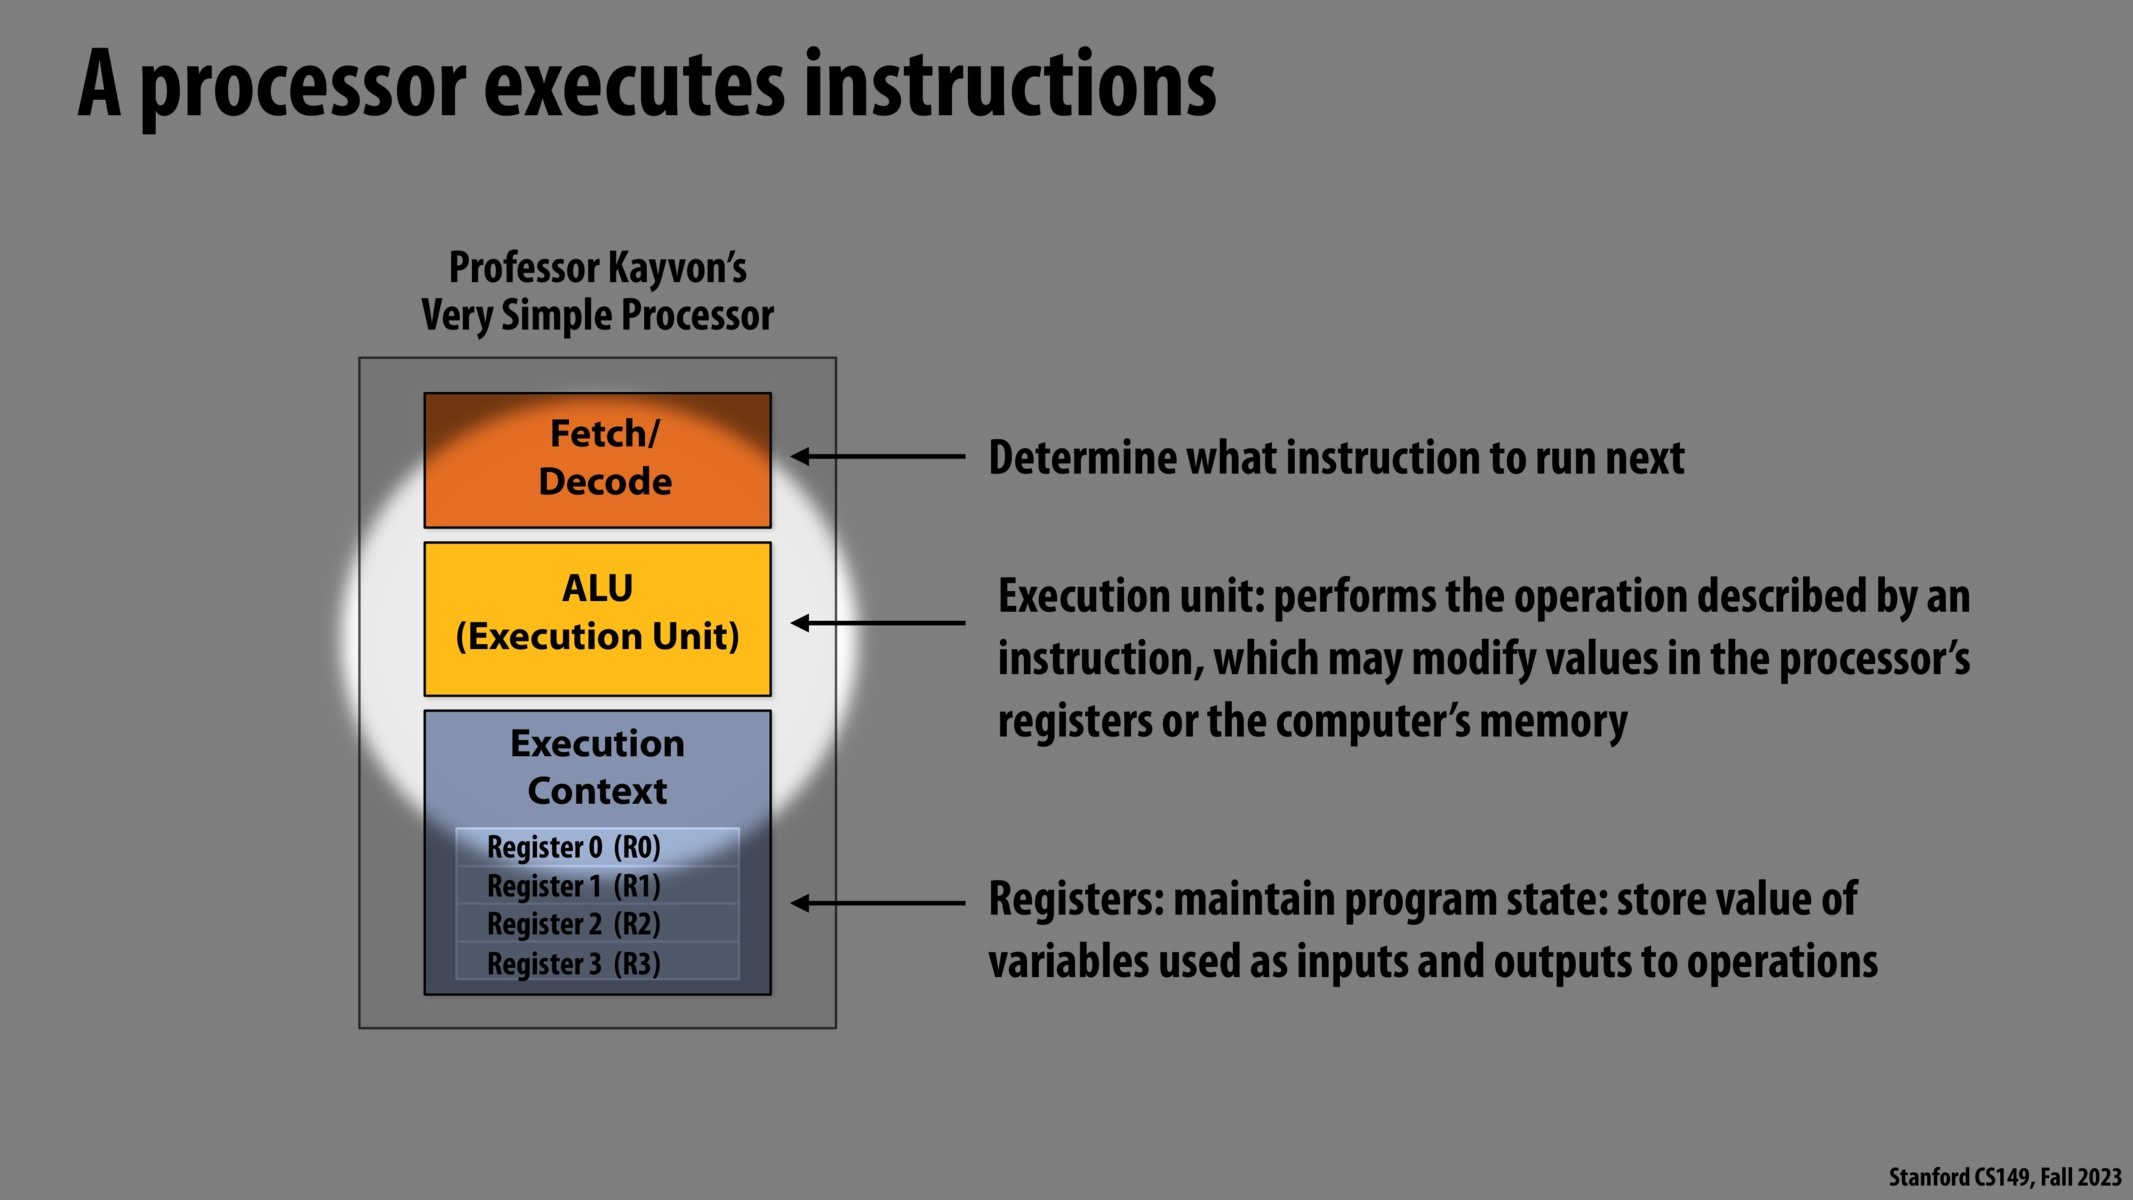 A processor executes instructions
Professor Kayvon’s
Very Simple Processor
Fetch/
Decode
Determine what instruction to run next
ALU
(Execution Unit)
Execution unit: performs the operation described by an
instruction, which may modify values in the processor’s
registers or the computer’s memory
Execution
Context
Register 0 (R0)
Register 1 (R1)
Register 2 (R2)
Register 3 (R3)
Registers: maintain program state: store value of
variables used as inputs and outputs to operations
Stanford CS149, Fall 2023